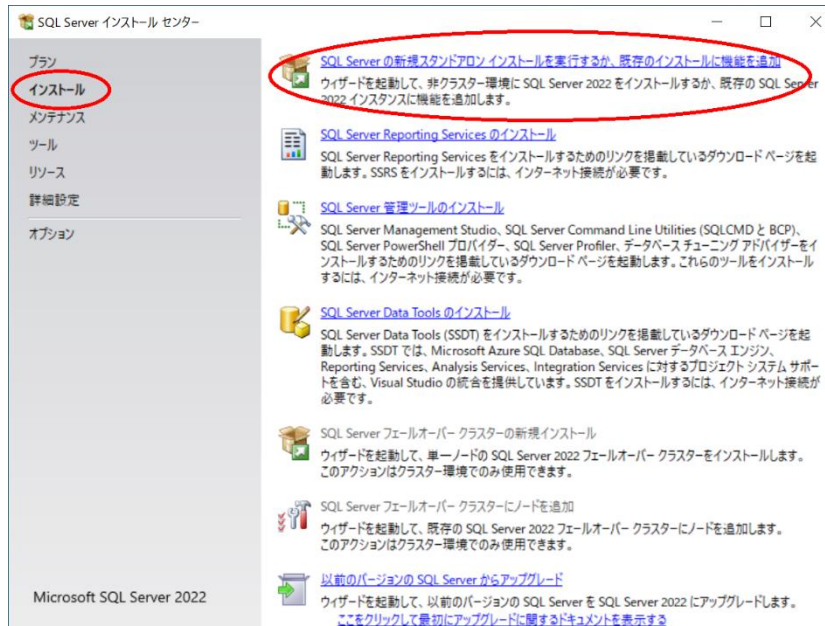 SQL Server インストール センター
プラン
インストール
メンテナンス
ツール
リソース
詳細設定
オプション
Microsoft SQL Server 2022
SQL Server の新規スタンドアロン インストールを実行するか、既存のインストールに機能を追加
ウィザードを起動して、非クラスター環境に SQL Server 2022 をインストールするか、既存の SQL Server
2022 インスタンスに機能を追加します。
SQL Server Reporting Services のインストール
SQL Server Reporting Services をインストールするためのリンクを掲載しているダウンロード ページを起
動します。SSRS をインストールするには、インターネット接続が必要です。
SQL Server 管理ツールのインストール
SQL Server Management Studio、SQL Server Command Line Utilities (SQLCMD と BCP)、
SQL Server PowerShell プロバイダー、SQL Server Profiler、データベース チューニング アドバイザーをイ
ンストールするためのリンクを掲載しているダウンロード ページを起動します。これらのツールをインストール
するには、インターネット接続が必要です。
SQL Server Data Tools のインストール
SQL Server Data Tools (SSDT) をインストールするためのリンクを掲載しているダウンロード ページを起
動します。SSDT では、Microsoft Azure SQL Database、SQL Server データベース エンジン、
Reporting Services、Analysis Services、Integration Services に対するプロジェクト システム サポー
トを含む、Visual Studio の統合を提供しています。SSDT をインストールするには、インターネット接続が
必要です。
SQL Server フェールオーバー クラスターの新規インストール
ウィザードを起動して、単一ノードの SQL Server 2022 フェールオーバー クラスターをインストールします。
このアクションはクラスター環境でのみ使用できます。
SQL Server フェールオーバー クラスターにノードを追加
ウィザードを起動して、既存の SQL Server 2022 フェールオーバー クラスターにノードを追加します。
このアクションはクラスター環境でのみ使用できます。
以前のバージョンの SQL Server からアップグレード
ウィザードを起動して、以前のバージョンの SQL Server を SQL Server 2022 にアップグレードします。
ここをクリックして最初にアップグレードに関するドキュメントを表示する